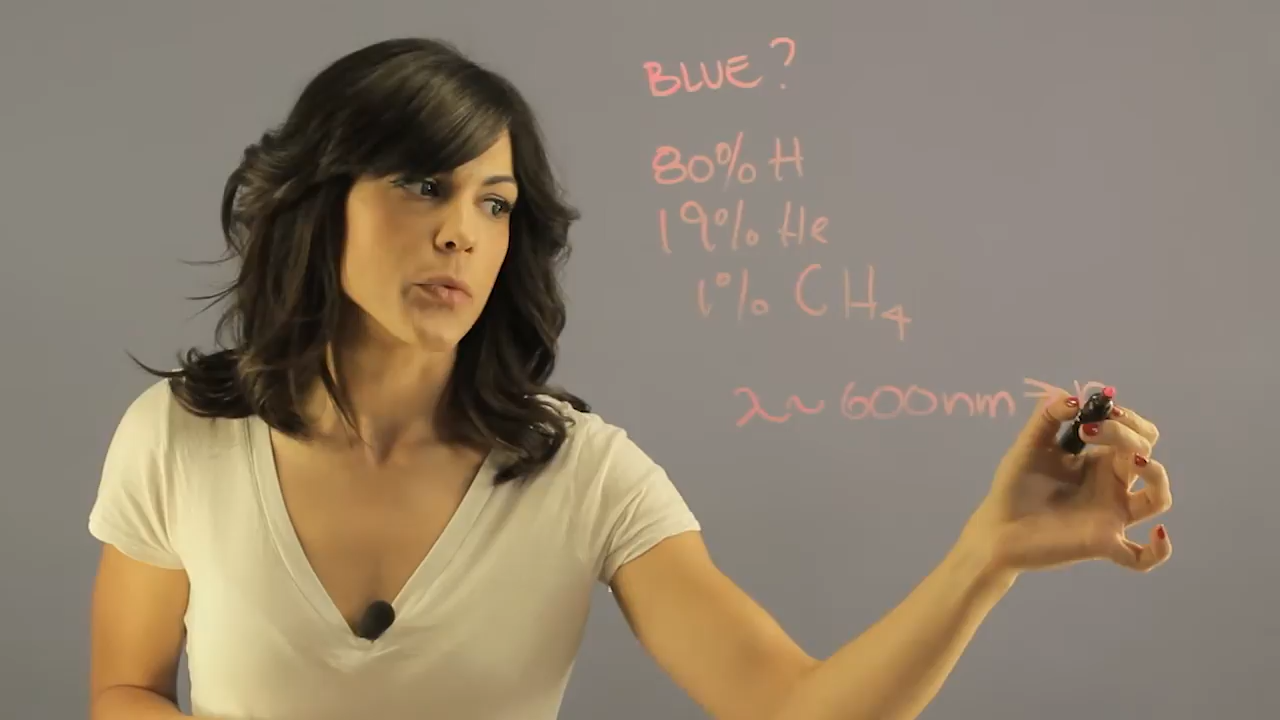 BLUE?
80% H
19% He
1% CH₄
λ ~ 600nm →